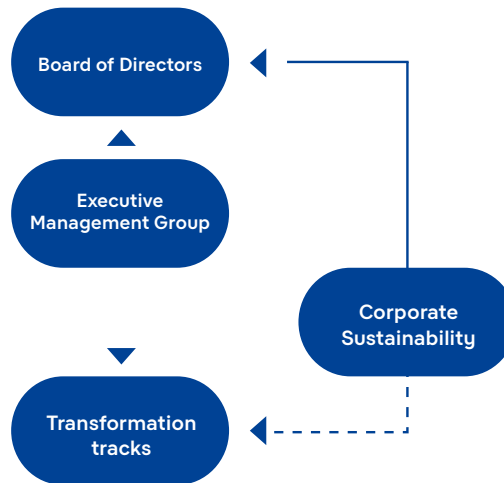 Board of Directors
Executive
Management Group
Corporate
Sustainability
Transformation
tracks